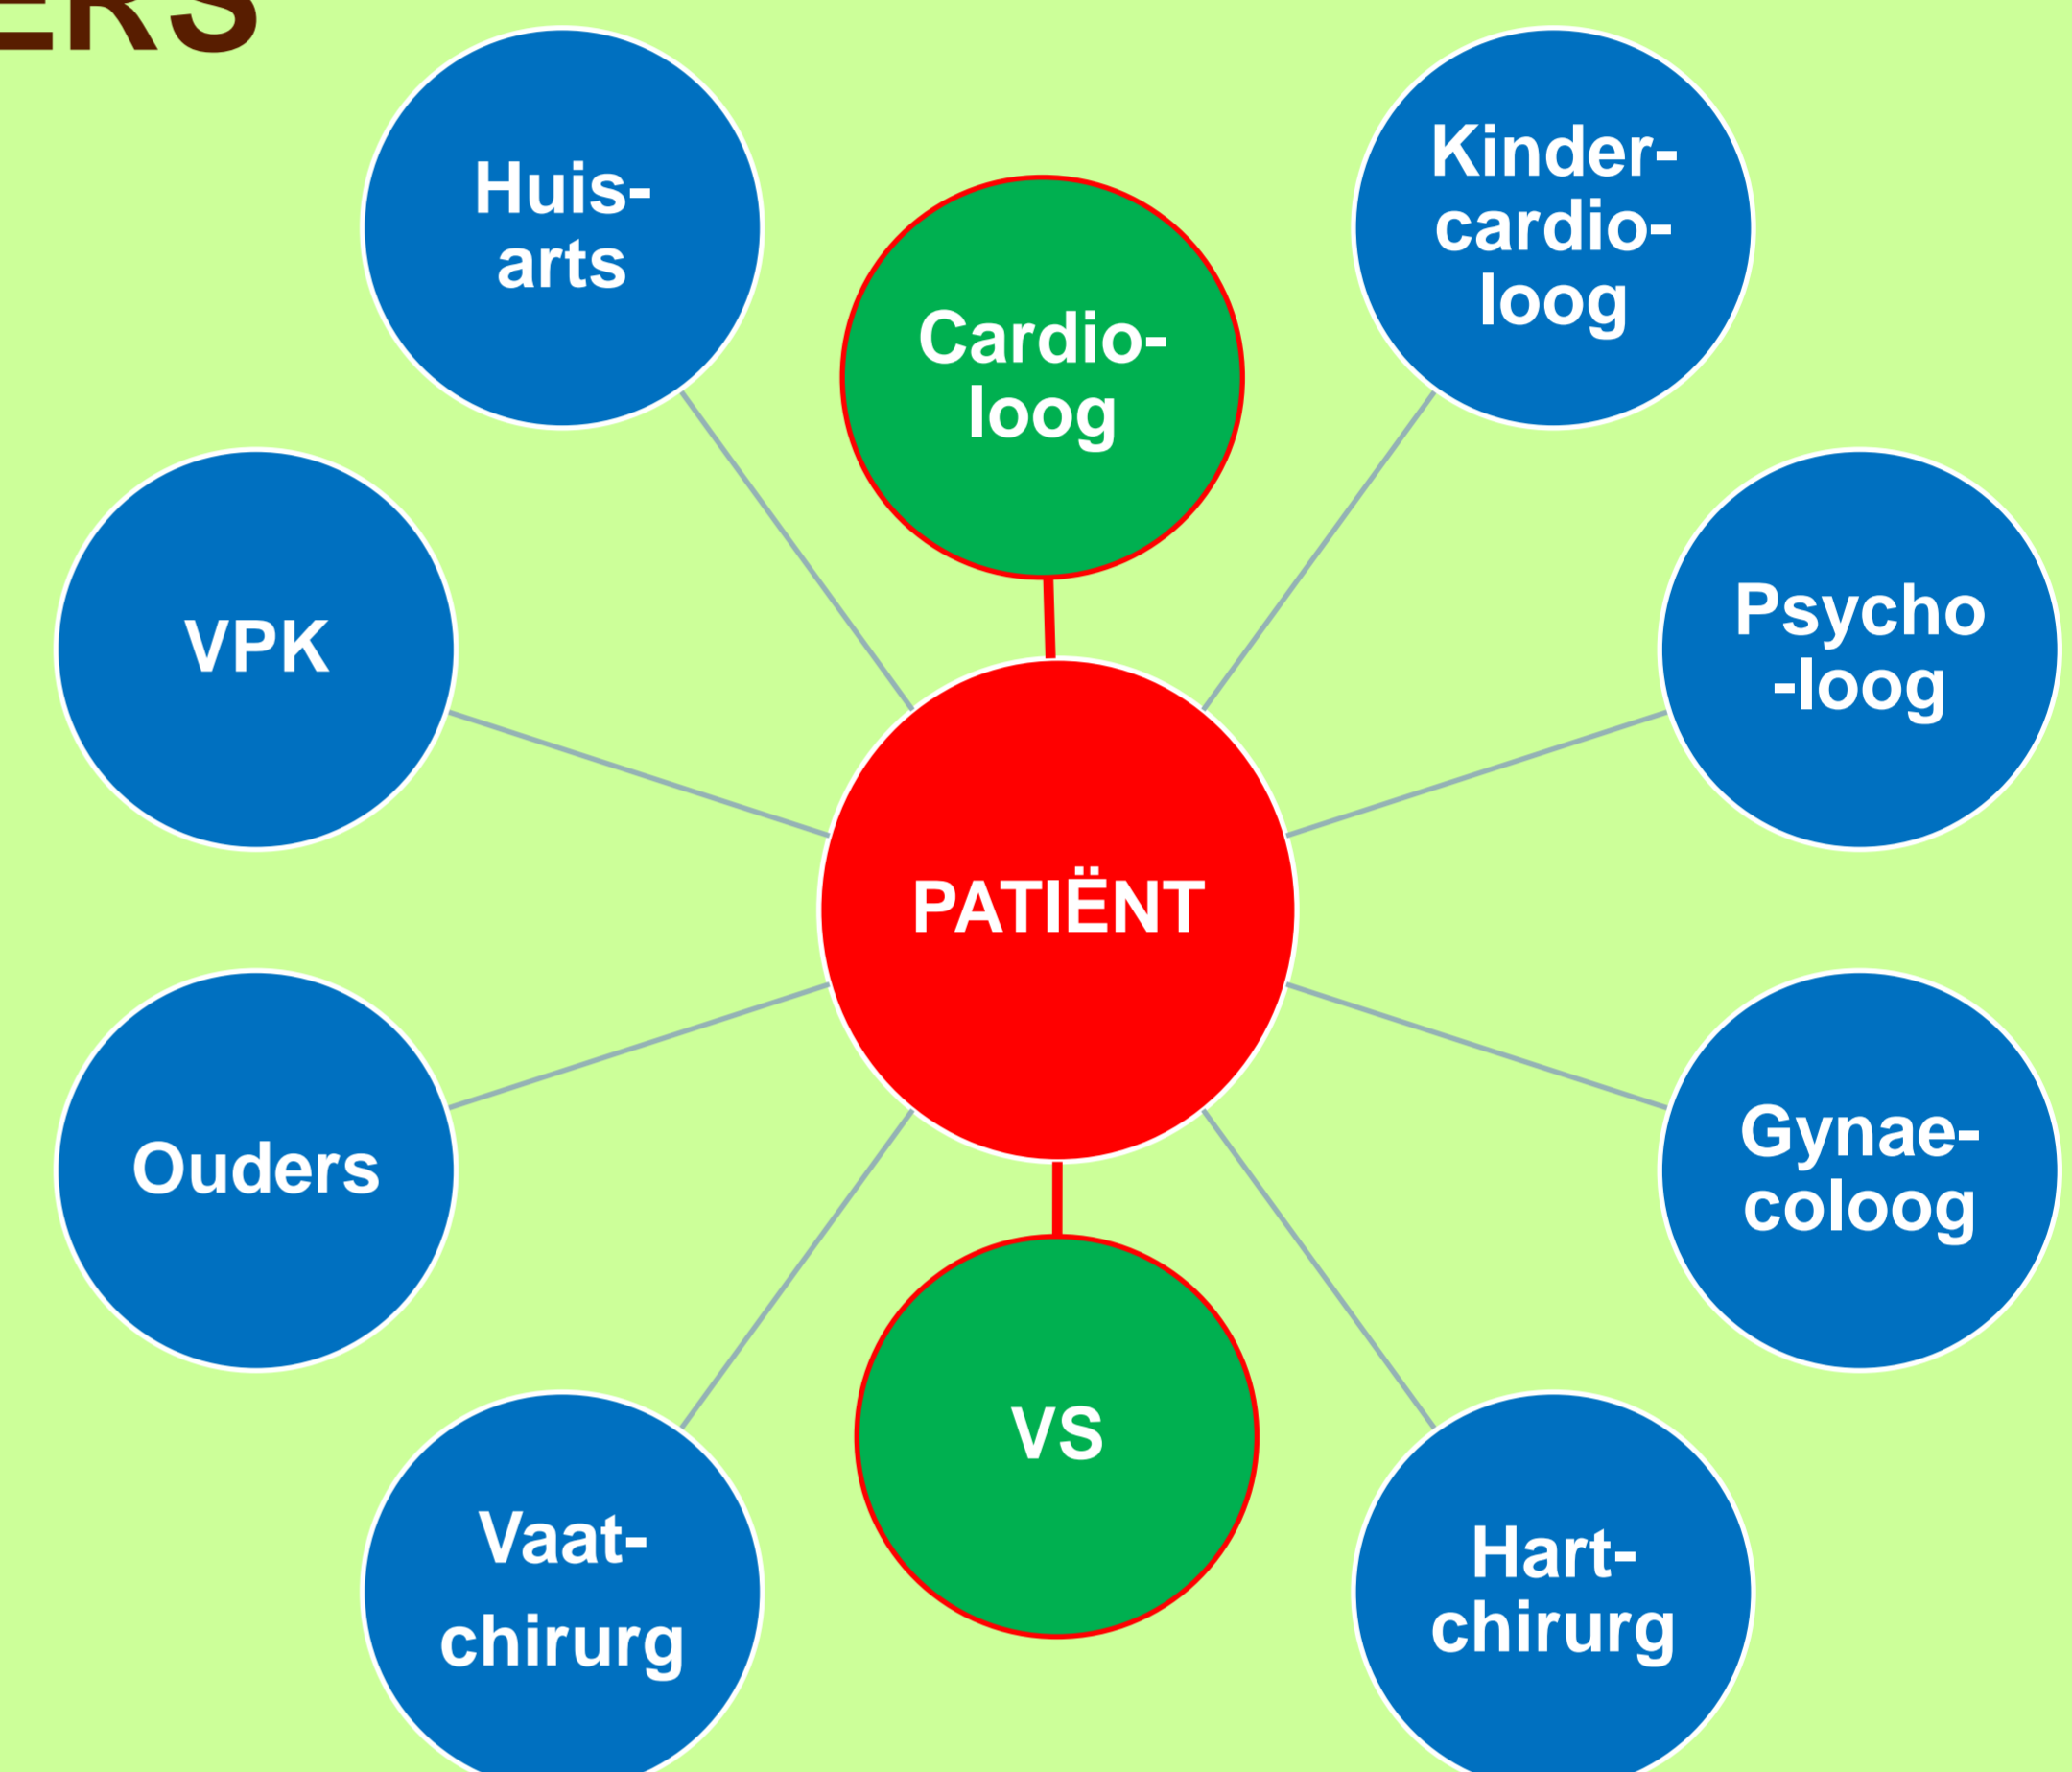 ERS
Huis-
arts
Cardio-
loog
Kinder-
cardio-
loog
VPK
Psycho
-loog
PATIËNT
Ouders
Gynae-
coloog
VS
Vaat-
chirurg
Hart-
chirurg